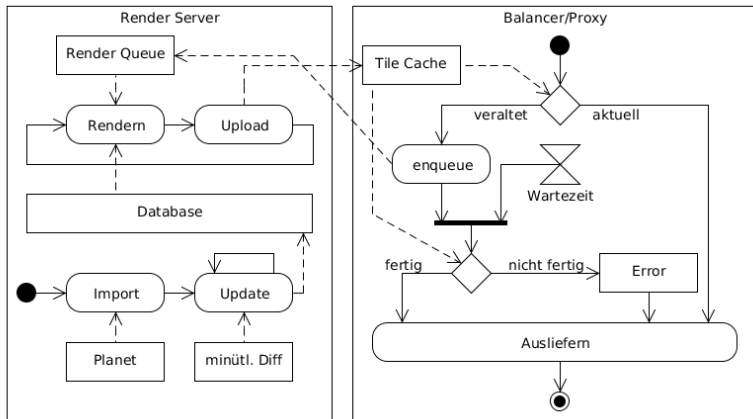 Render Server
Render Queue
Rendern
Upload
Database
Import
Update
Planet
minütl. Diff
Balancer/Proxy
Tile Cache
veraltet
aktuell
enqueue
Wartezeit
fertig
nicht fertig
Error
Ausliefern